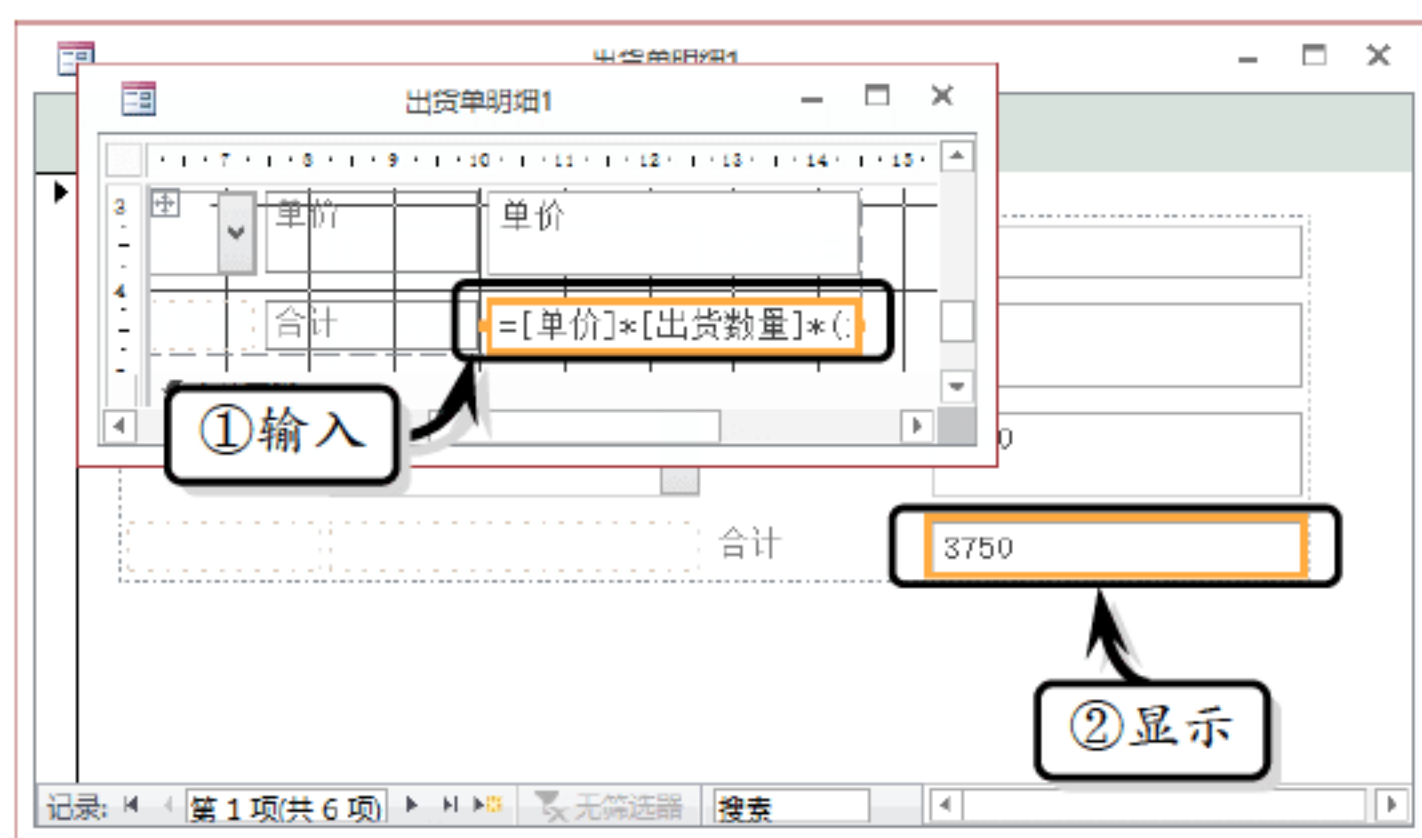 出货单明细1
出货单明细1
7 8 9 10 11 12 13 14 15
3
单价
单价
4
合计
=[单价]*[出货数量]*(
①输入
0
合计
3750
②显示
记录:
第 1 项(共 6 项)
无筛选器
搜索